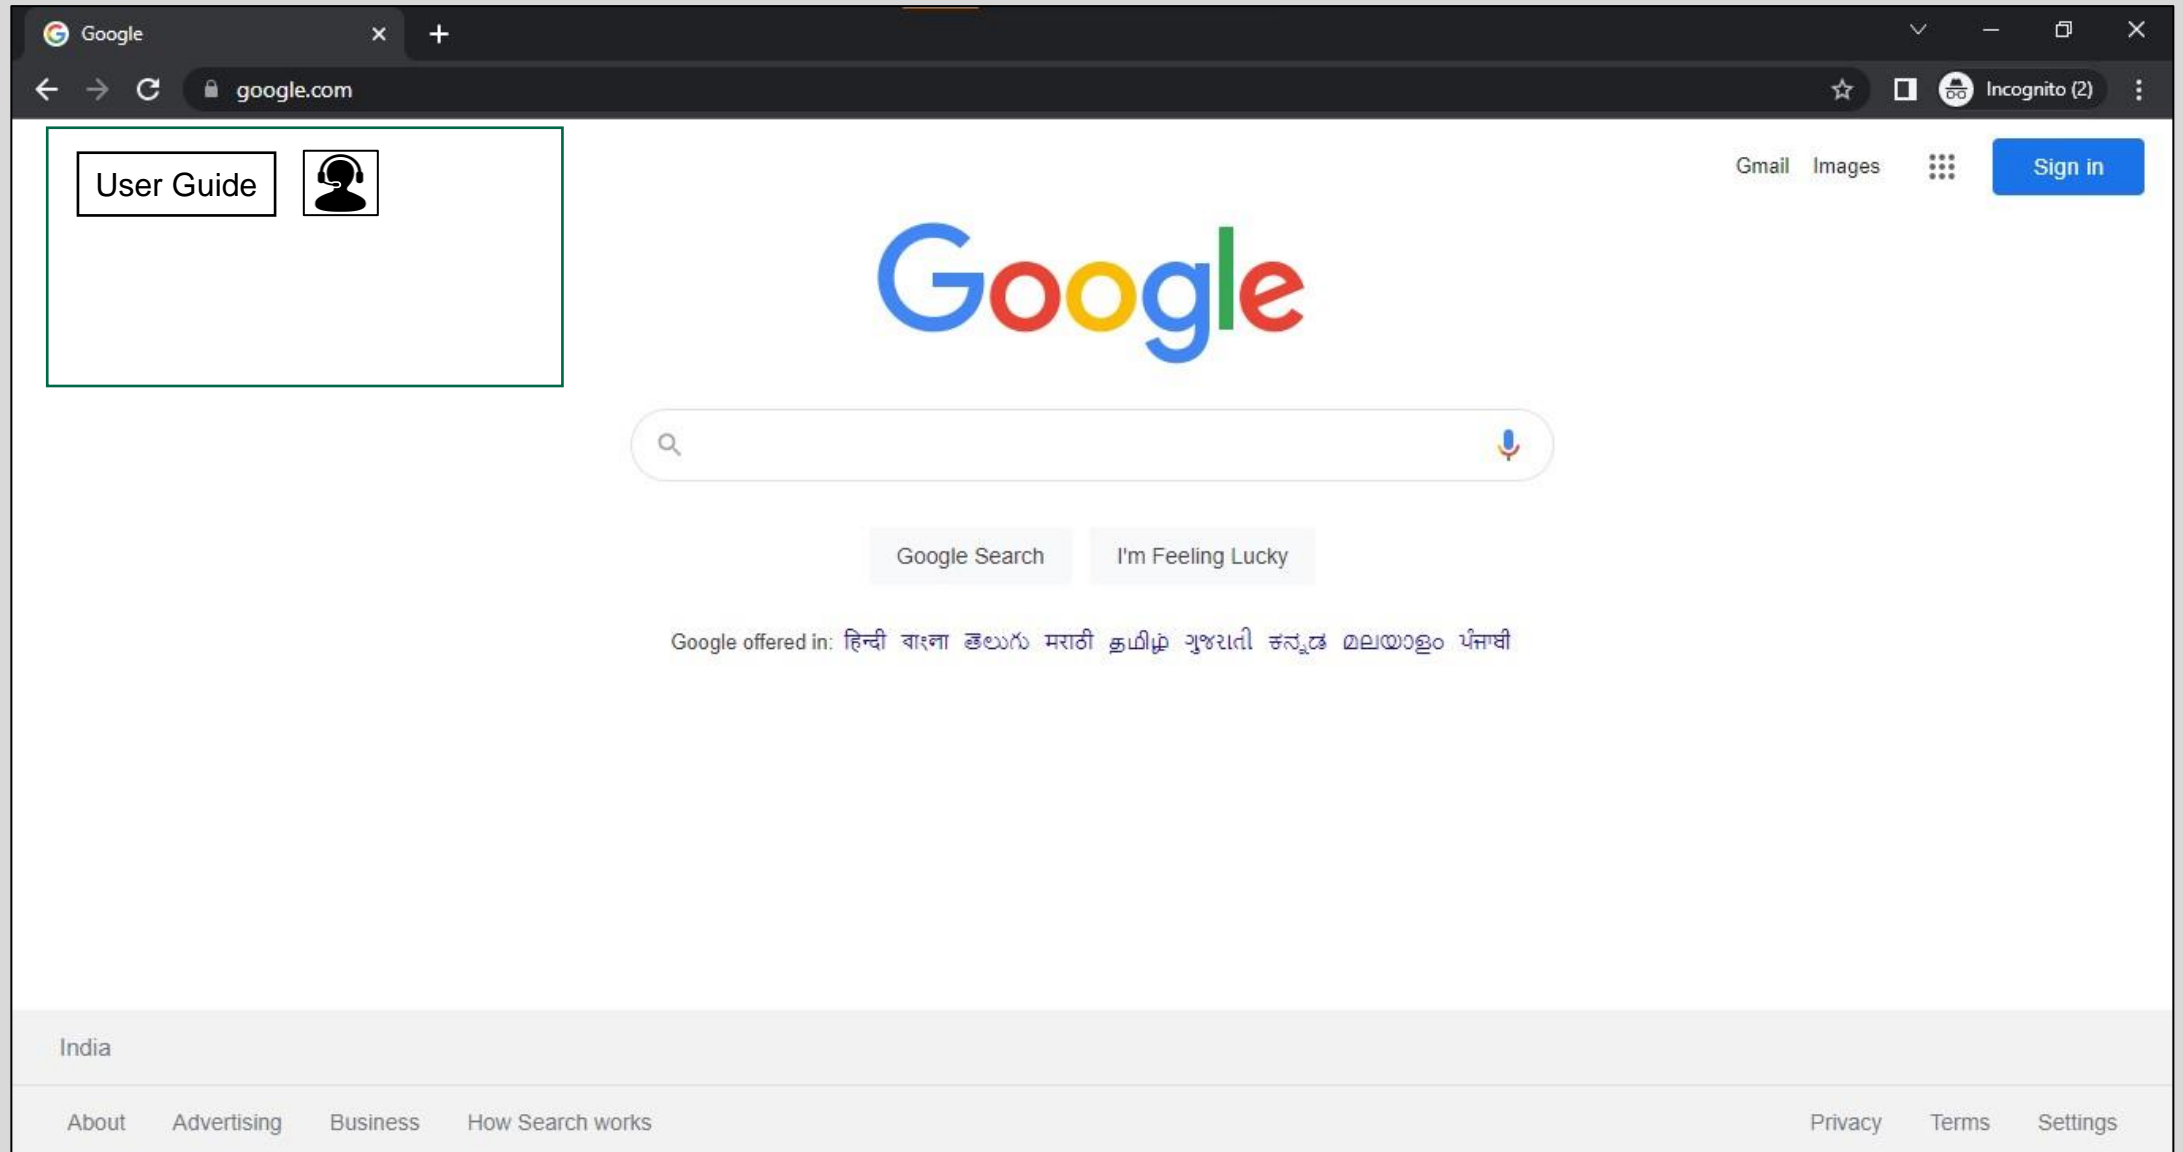 Google
google.com
Incognito (2)
User Guide
Gmail Images Sign in
Google
Google Search I'm Feeling Lucky
Google offered in: हिन्दी বাংলা తెలుగు मराठी தமிழ் ગુજરાતી ಕನ್ನಡ മലയാളം ਪੰਜਾਬੀ
India
About Advertising Business How Search works Privacy Terms Settings